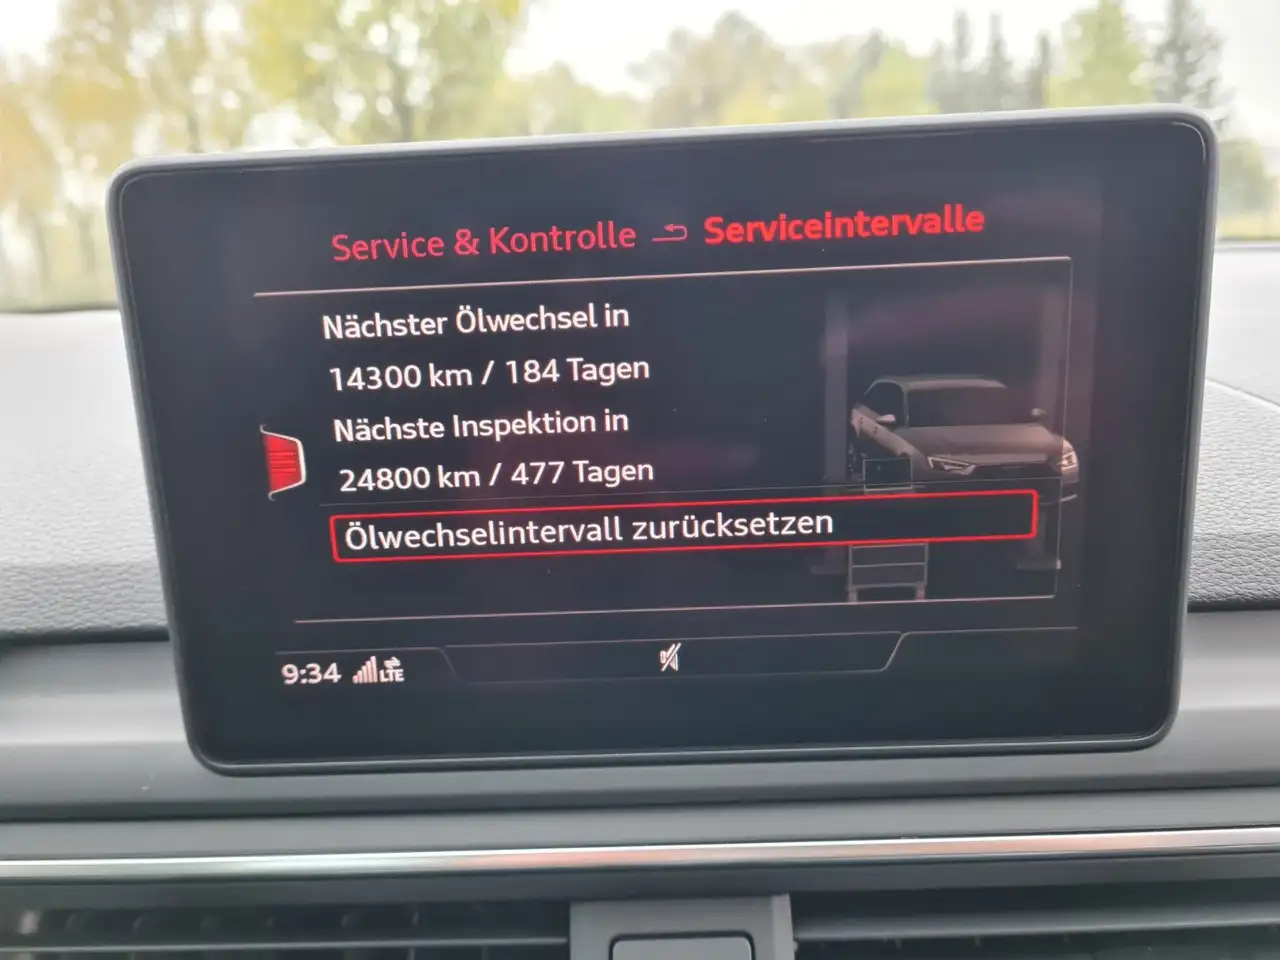 Service & Kontrolle Serviceintervalle
Nächster Ölwechsel in
14300 km / 184 Tagen
Nächste Inspektion in
24800 km / 477 Tagen
Ölwechselintervall zurücksetzen
9:34 LTE